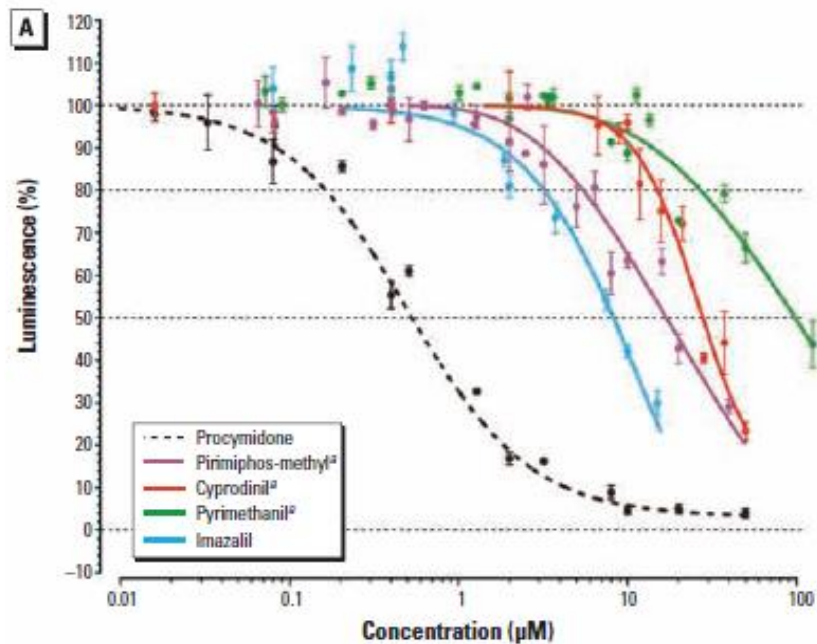 A
Luminescence (%)
120
110
100
90
80
70
60
50
40
30
20
10
0
−10
Procymidone
Pirimiphos-methylᵃ
Cyprodinilᵃ
Pyrimethanilᵃ
Imazalil
0.01 0.1 1 10 100
Concentration (μM)